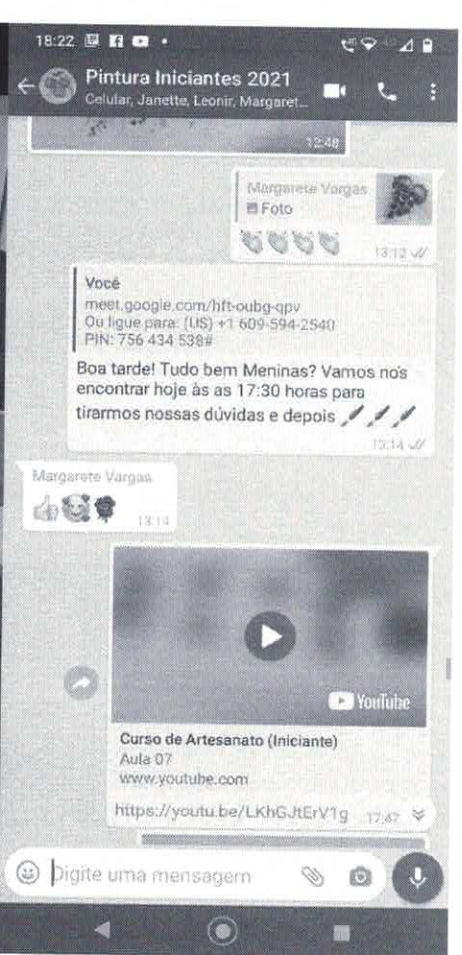 18:22
Pintura Iniciantes 2021
Celular, Janette, Leonir, Margaret...
12:48
Margarete Vargas
Foto
13:12
Você
meet.google.com/hft-oubg-qpv
Ou ligue para: (US) +1 609-594-2540
PIN: 756 434 538#
Boa tarde! Tudo bem Meninas? Vamos nos
encontrar hoje às as 17:30 horas para
tirarmos nossas dúvidas e depois
13:14
Margarete Vargas
13:14
YouTube
Curso de Artesanato (Iniciante)
Aula 07
www.youtube.com
https://youtu.be/LKhGJtErV1g 17:47
Digite uma mensagem